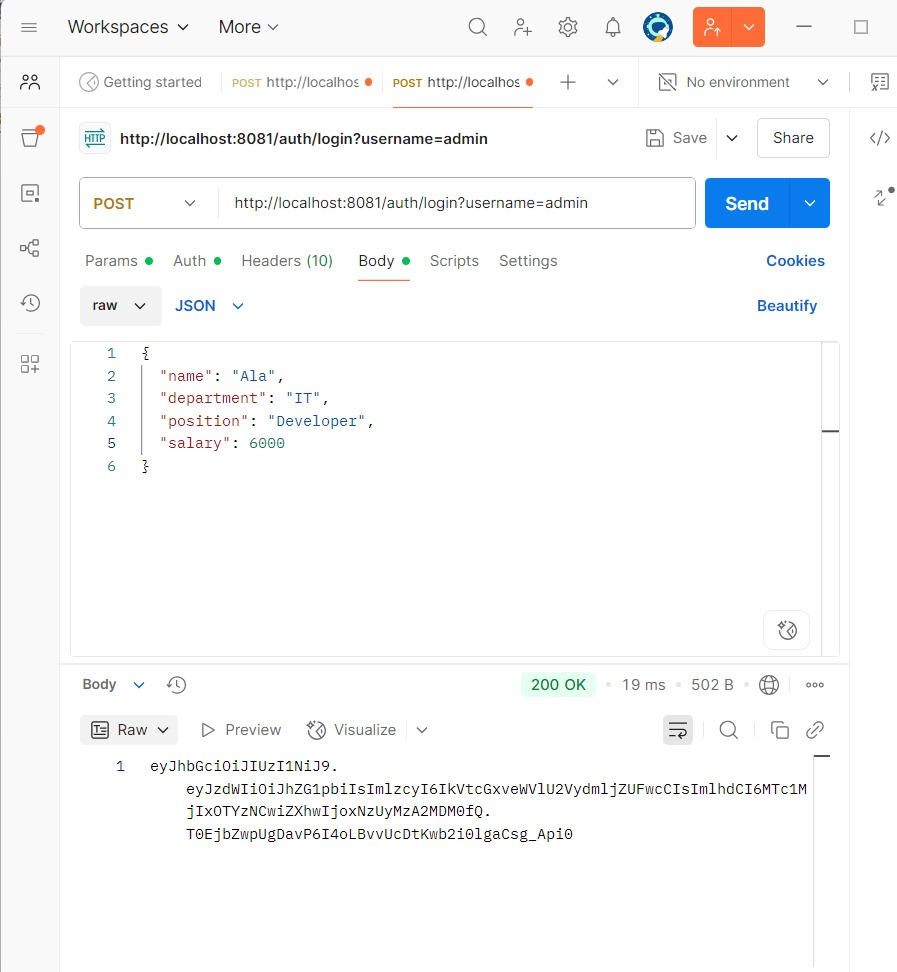 Workspaces More
Getting started POST http://localhos POST http://localhos No environment
HTTP http://localhost:8081/auth/login?username=admin Save Share
POST http://localhost:8081/auth/login?username=admin Send
Params Auth Headers (10) Body Scripts Settings Cookies
raw JSON Beautify
1 {
2 "name": "Ala",
3 "department": "IT",
4 "position": "Developer",
5 "salary": 6000
6 }
Body 200 OK 19 ms 502 B
Raw Preview Visualize
1 eyJhbGciOiJIUzI1NiJ9.
eyJzdWIiOiJhZG1pbiIsImlzcyI6IkVtcGxveWVlU2VydmljZUFwcCIsImlhdCI6MTc1M
jIxOTYzNCwiZXhwIjoxNzUyMzA2MDM0fQ.
T0EjbZwpUgDavP6I4oLBvvUcDtKwb2i0lgaCsg_Api0